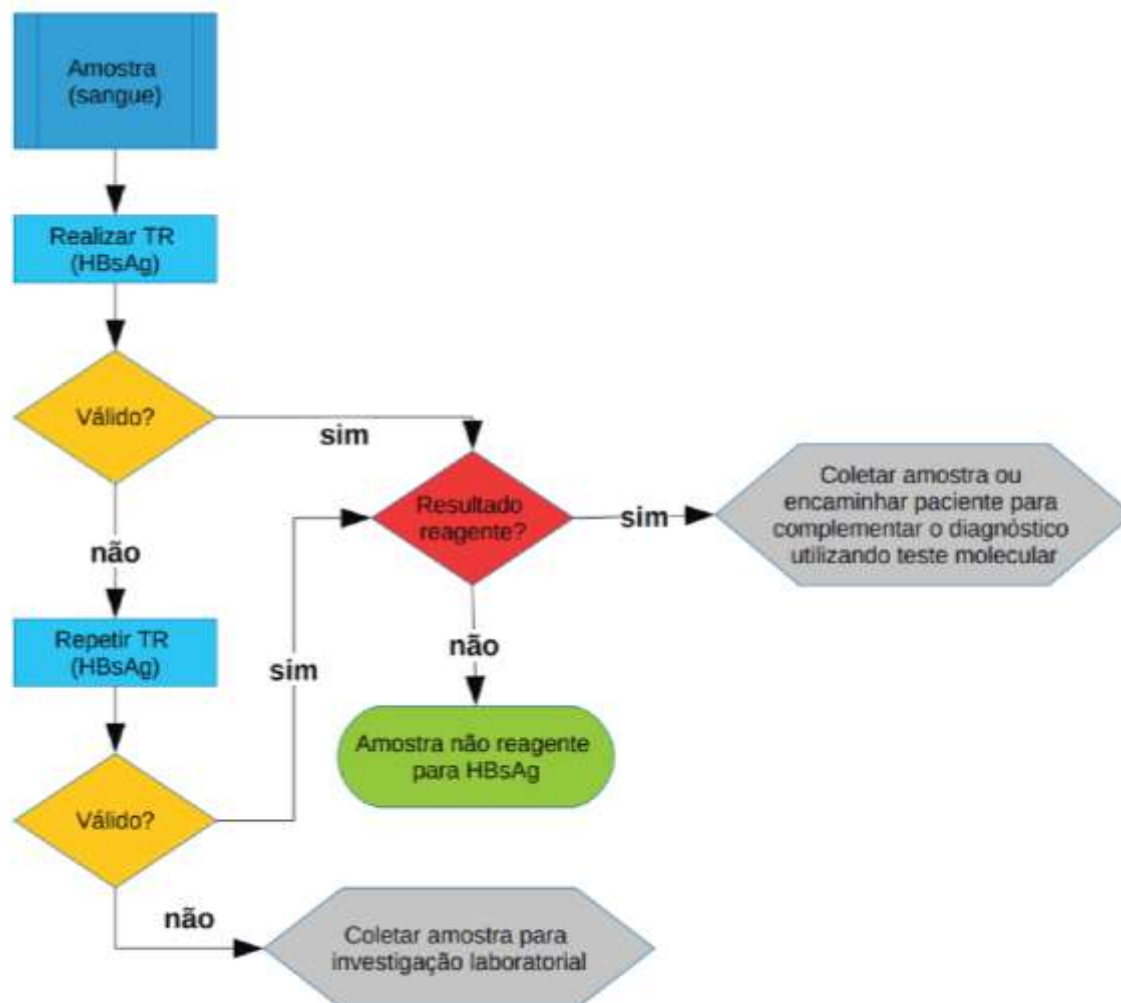 Amostra
(sangue)
Realizar TR
(HBsAg)
Válido?
sim
não
Resultado
reagente?
sim
Coletar amostra ou
encaminhar paciente para
complementar o diagnóstico
utilizando teste molecular
não
Amostra não reagente
para HBsAg
Repetir TR
(HBsAg)
sim
Válido?
não
Coletar amostra para
investigação laboratorial